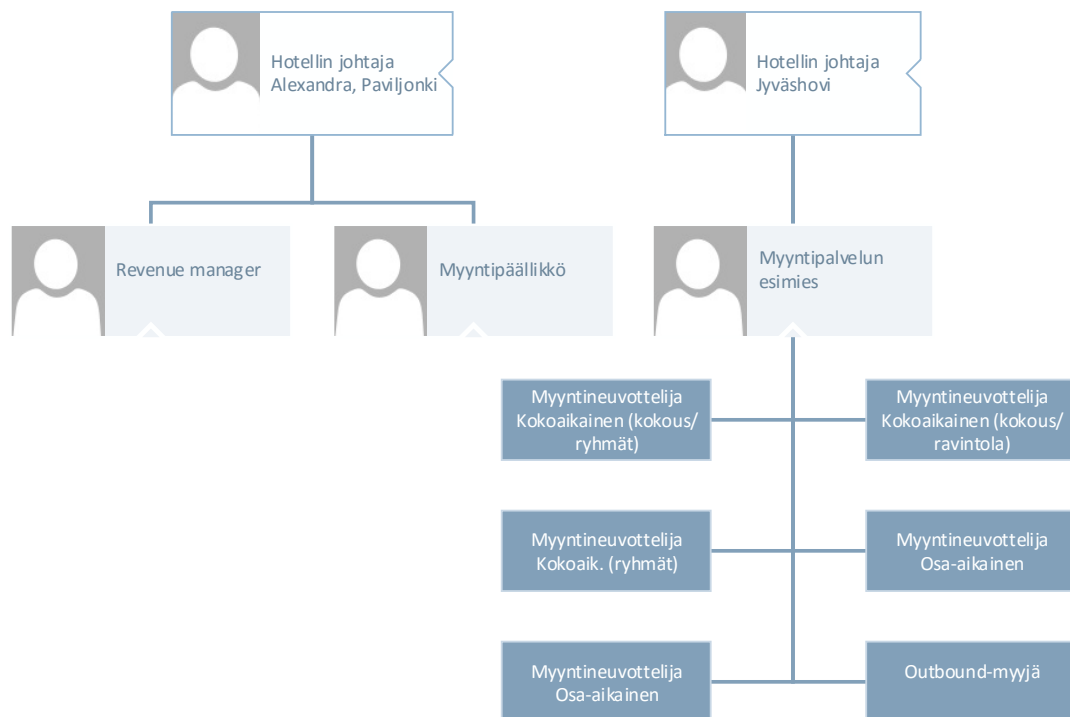 Hotellin johtaja
Alexandra, Paviljonki
Hotellin johtaja
Jyväshovi
Revenue manager
Myyntipäällikkö
Myyntipalvelun
esimies
Myyntineuvottelija
Kokoaikainen (kokous/
ryhmät)
Myyntineuvottelija
Kokoaikainen (kokous/
ravintola)
Myyntineuvottelija
Kokoaik. (ryhmät)
Myyntineuvottelija
Osa-aikainen
Myyntineuvottelija
Osa-aikainen
Outbound-myyjä